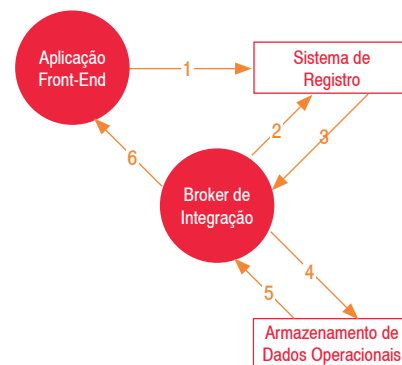 Aplicação
Front-End
1
Sistema de
Registro
2
3
6
Broker de
Integração
4
5
Armazenamento de
Dados Operacionais